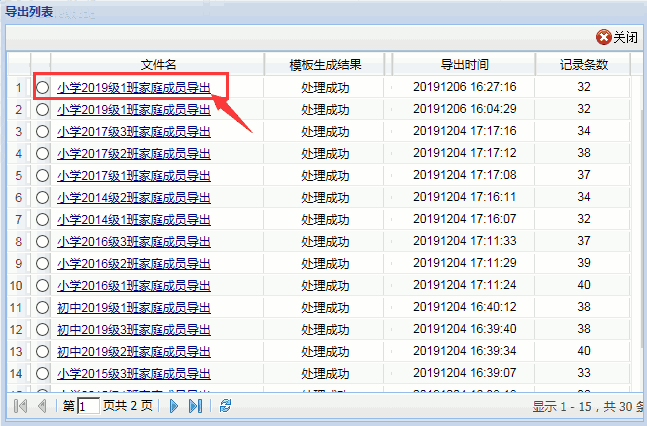 导出列表
关闭
文件名 模板生成结果 导出时间 记录条数
1 小学2019级1班家庭成员导出 处理成功 20191206 16:27:16 32
2 小学2019级1班家庭成员导出 处理成功 20191206 16:04:29 32
3 小学2017级3班家庭成员导出 处理成功 20191204 17:17:16 34
4 小学2017级2班家庭成员导出 处理成功 20191204 17:17:12 38
5 小学2017级1班家庭成员导出 处理成功 20191204 17:17:08 37
6 小学2014级2班家庭成员导出 处理成功 20191204 17:16:11 34
7 小学2014级1班家庭成员导出 处理成功 20191204 17:16:07 32
8 小学2016级3班家庭成员导出 处理成功 20191204 17:11:33 37
9 小学2016级2班家庭成员导出 处理成功 20191204 17:11:29 39
10 小学2016级1班家庭成员导出 处理成功 20191204 17:11:24 40
11 初中2019级1班家庭成员导出 处理成功 20191204 16:40:12 38
12 初中2019级3班家庭成员导出 处理成功 20191204 16:39:40 38
13 初中2019级2班家庭成员导出 处理成功 20191204 16:39:34 40
14 小学2015级3班家庭成员导出 处理成功 20191204 16:39:07 33
第 1 页共 2 页 显示 1 - 15，共 30 条